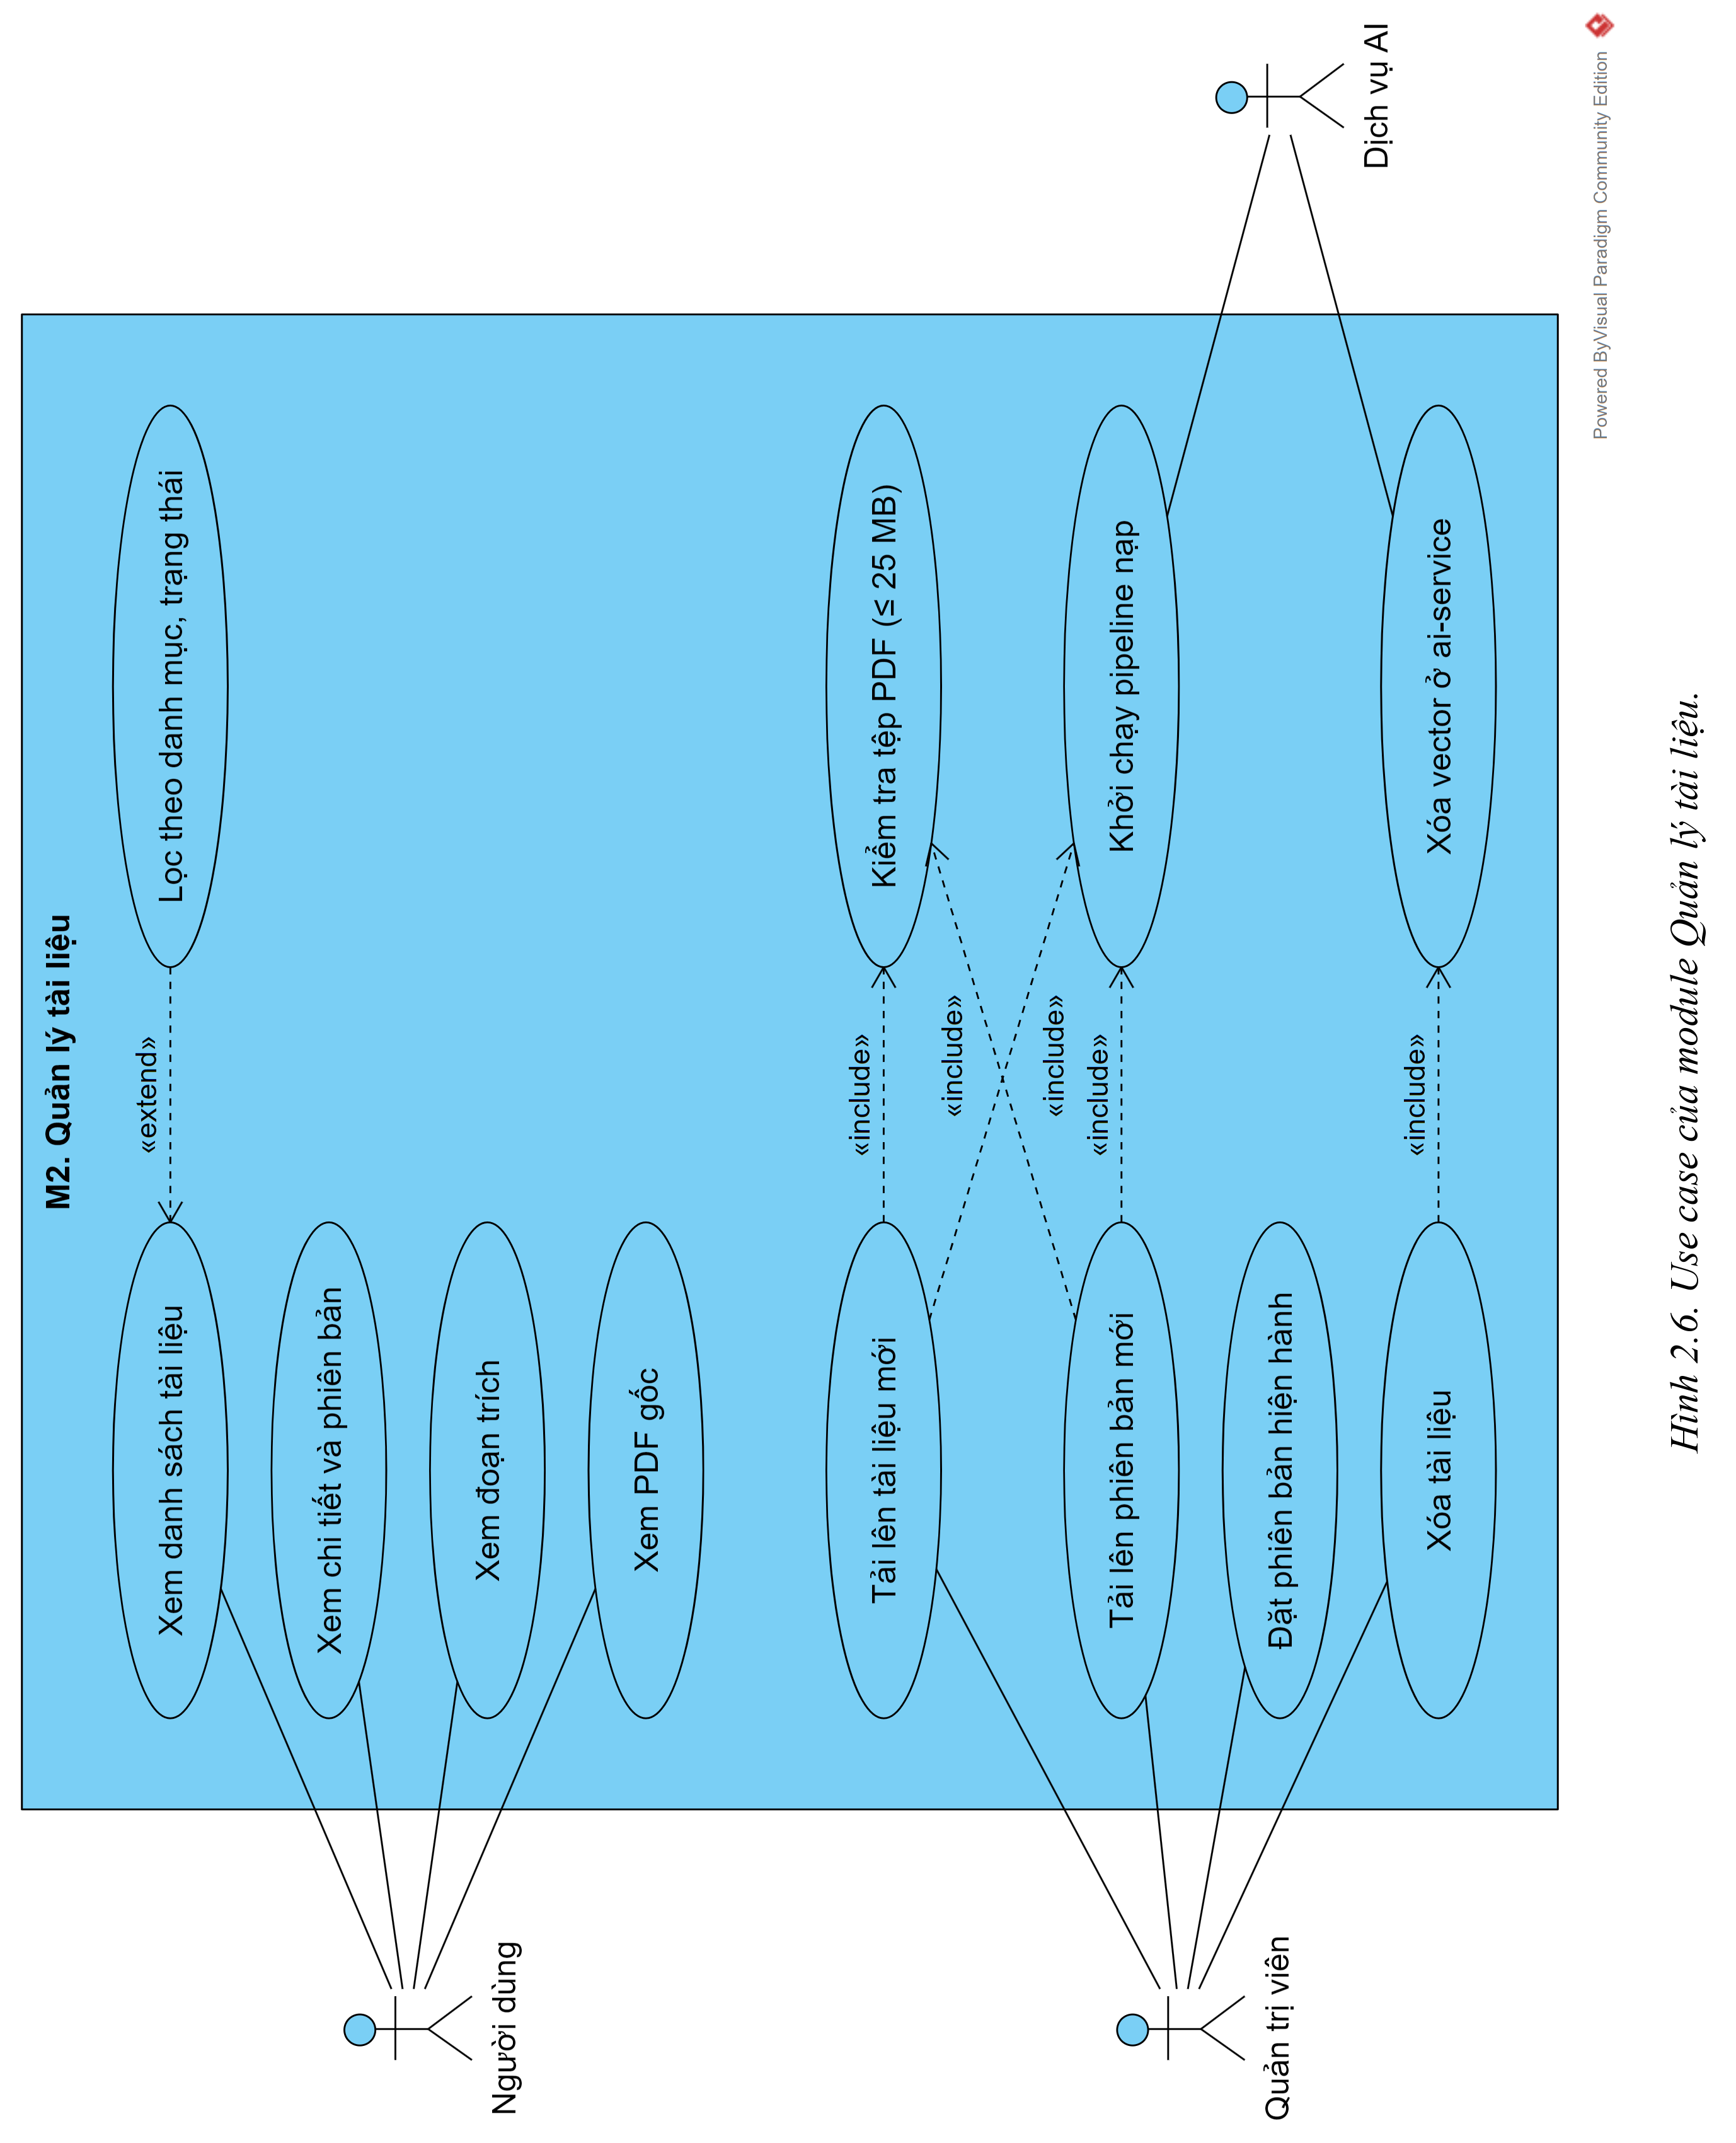 M2. Quản lý tài liệu
Xem danh sách tài liệu
«extend»
Lọc theo danh mục, trạng thái
Xem chi tiết và phiên bản
Người dùng
Xem đoạn trích
Xem PDF gốc
Tải lên tài liệu mới
«include»
Kiểm tra tệp PDF (≤ 25 MB)
«include»
«include»
«include»
Tải lên phiên bản mới
Khởi chạy pipeline nạp
Quản trị viên
Đặt phiên bản hiện hành
Dịch vụ AI
«include»
Xóa tài liệu
Xóa vector ở ai-service
Powered ByVisual Paradigm Community Edition
Hình 2.6. Use case của module Quản lý tài liệu.